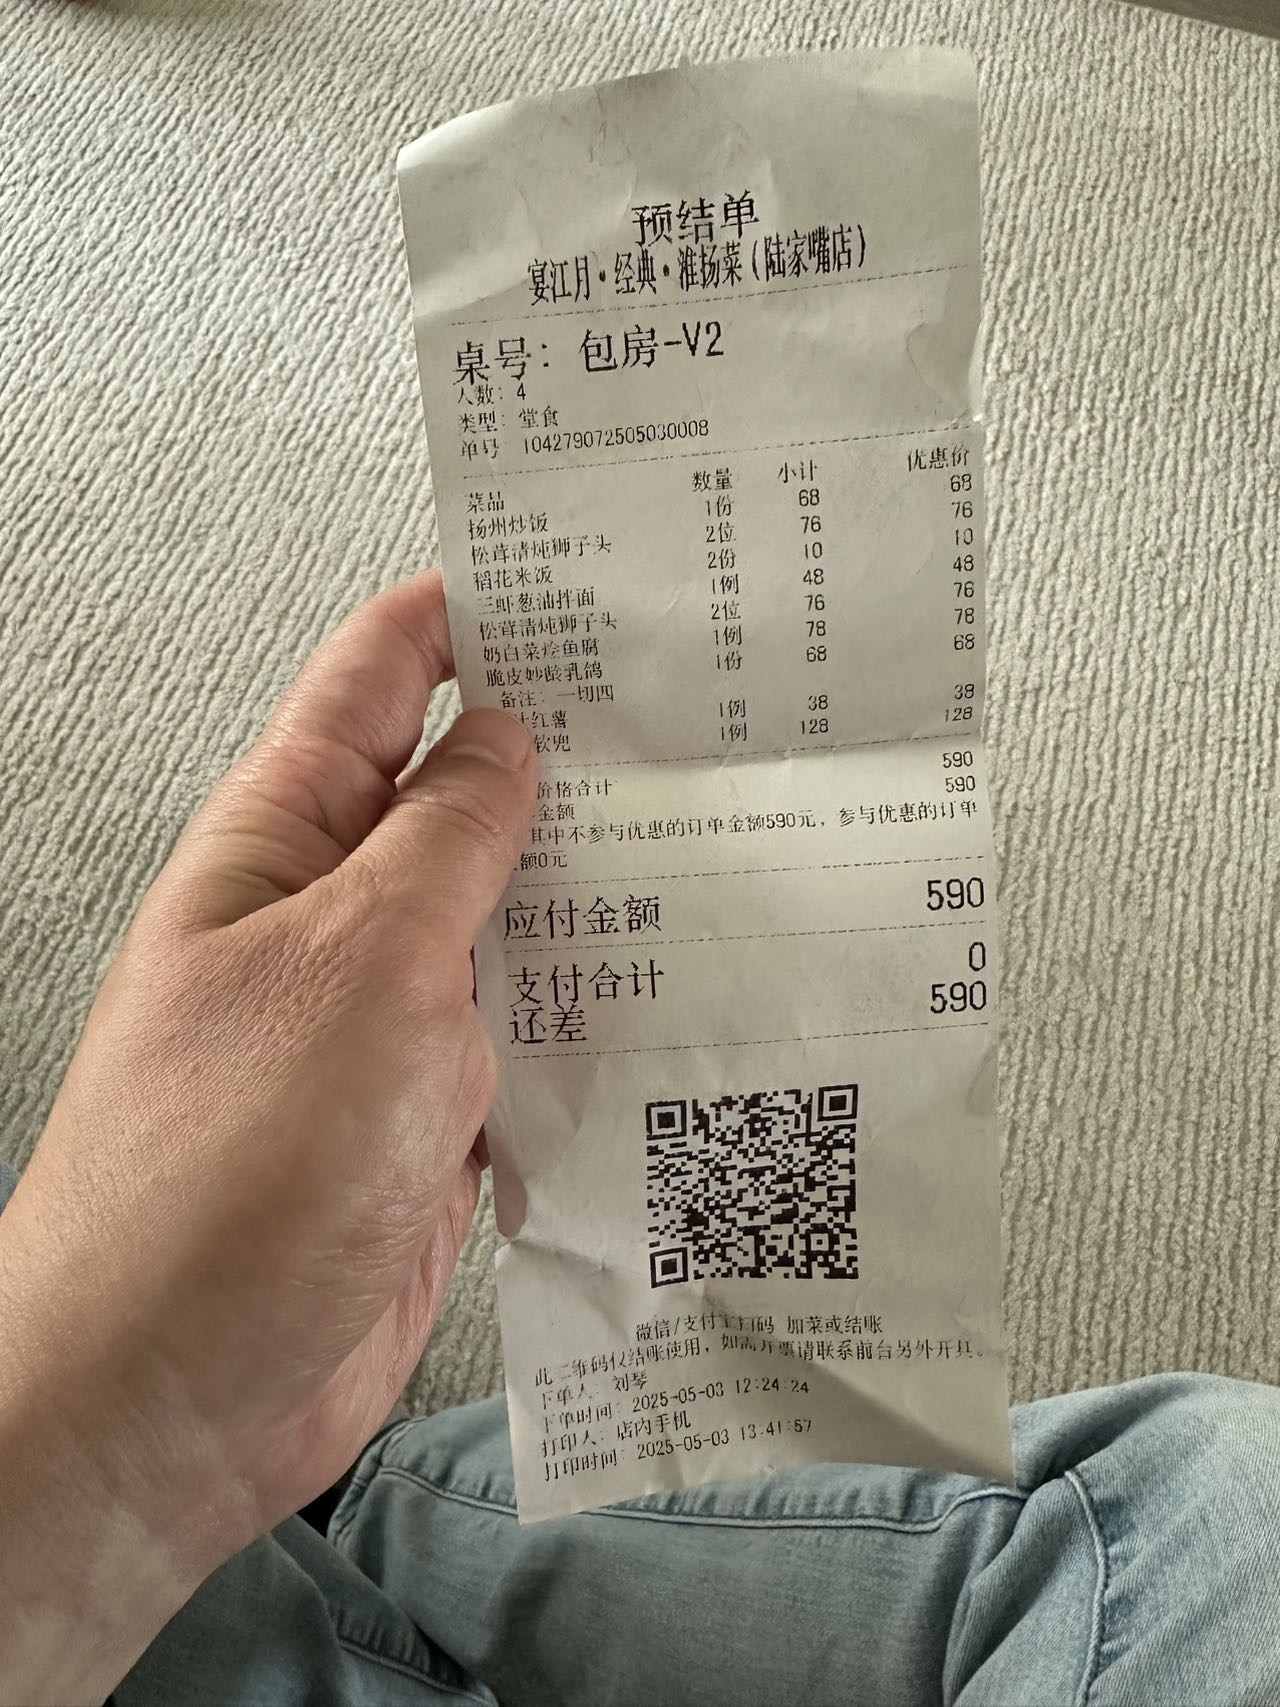 预结单
宴江月·经典·淮扬菜(陆家嘴店)
桌号: 包房-V2
人数: 4
类型: 堂食
单号 104279072505030008
菜品 数量 小计 优惠价
扬州炒饭 1份 68 68
松茸清炖狮子头 2位 76 76
稻花米饭 2份 10 10
三虾葱油拌面 1例 48 48
松茸清炖狮子头 2位 76 76
奶白菜烩鱼腐 1例 78 78
脆皮妙龄乳鸽 1份 68 68
备注: 一切四
汁红薯 1例 38 38
软兜 1例 128 128
价格合计 590
金额 590
其中不参与优惠的订单金额590元, 参与优惠的订单
额0元
应付金额 590
支付合计 0
还差 590
微信/支付宝扫码 加菜或结账
此二维码仅结账使用, 如需开票请联系前台另外开具。
下单人: 刘琴
下单时间: 2025-05-03 12:24:24
打印人: 店内手机
打印时间: 2025-05-03 13:41:57